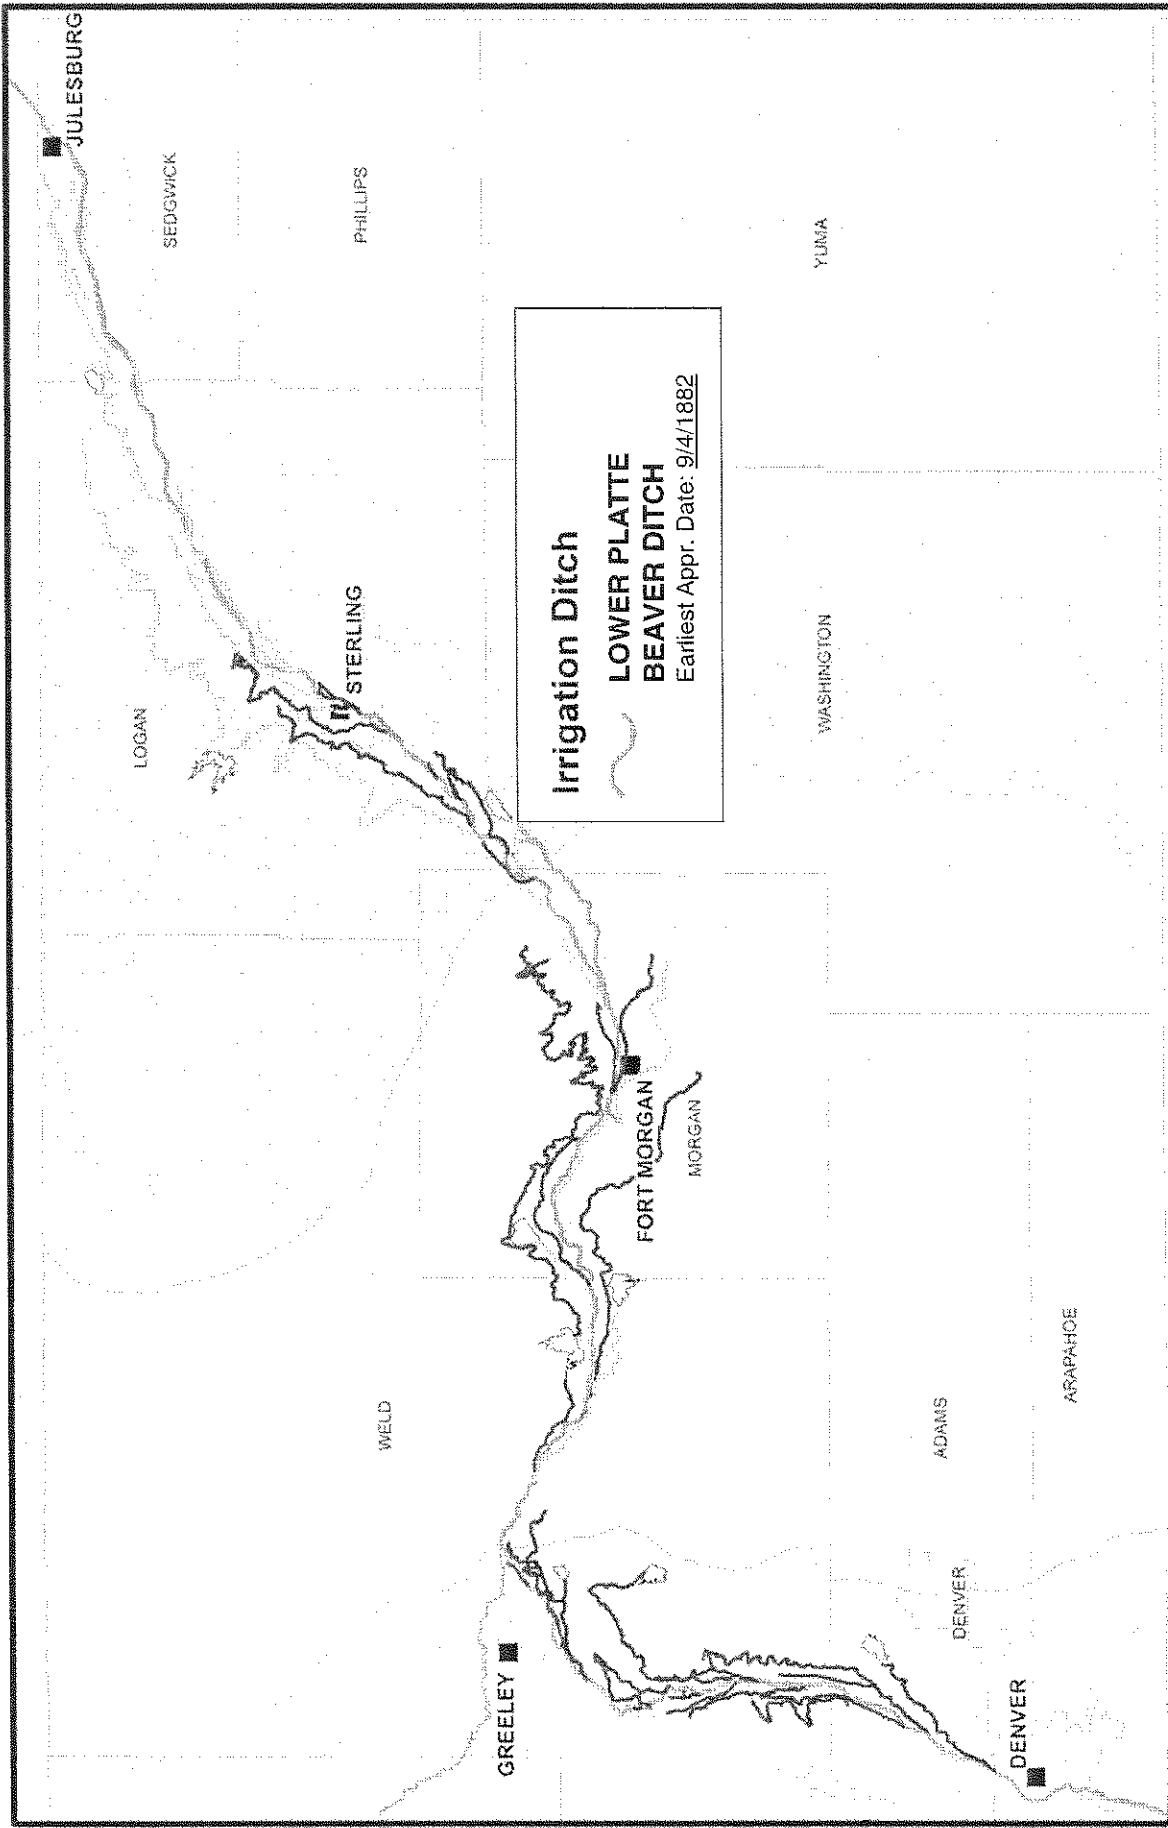 JULESBURG
SEDGWICK
PHILLIPS
YUMA
LOGAN
STERLING
WASHINGTON
Irrigation Ditch
LOWER PLATTE
BEAVER DITCH
Earliest Appr. Date: 9/4/1882
WELD
FORT MORGAN
MORGAN
ADAMS
ARAPAHOE
GREELEY
DENVER
DENVER